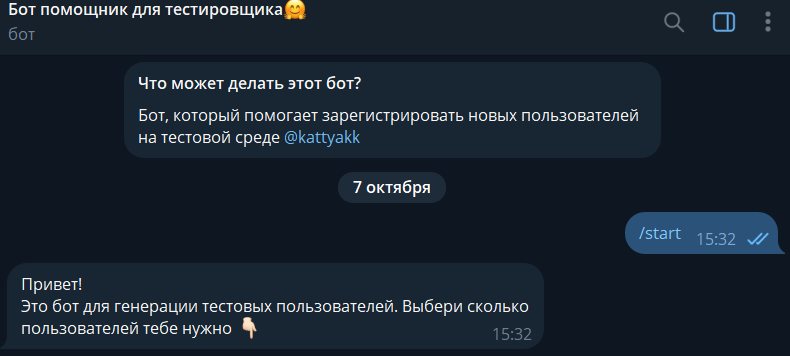 Бот помощник для тестировщика🤗
бот
Что может делать этот бот?
Бот, который помогает зарегистрировать новых пользователей
на тестовой среде @kattyakk
7 октября
/start 15:32
Привет!
Это бот для генерации тестовых пользователей. Выбери сколько
пользователей тебе нужно 👇🏻
15:32